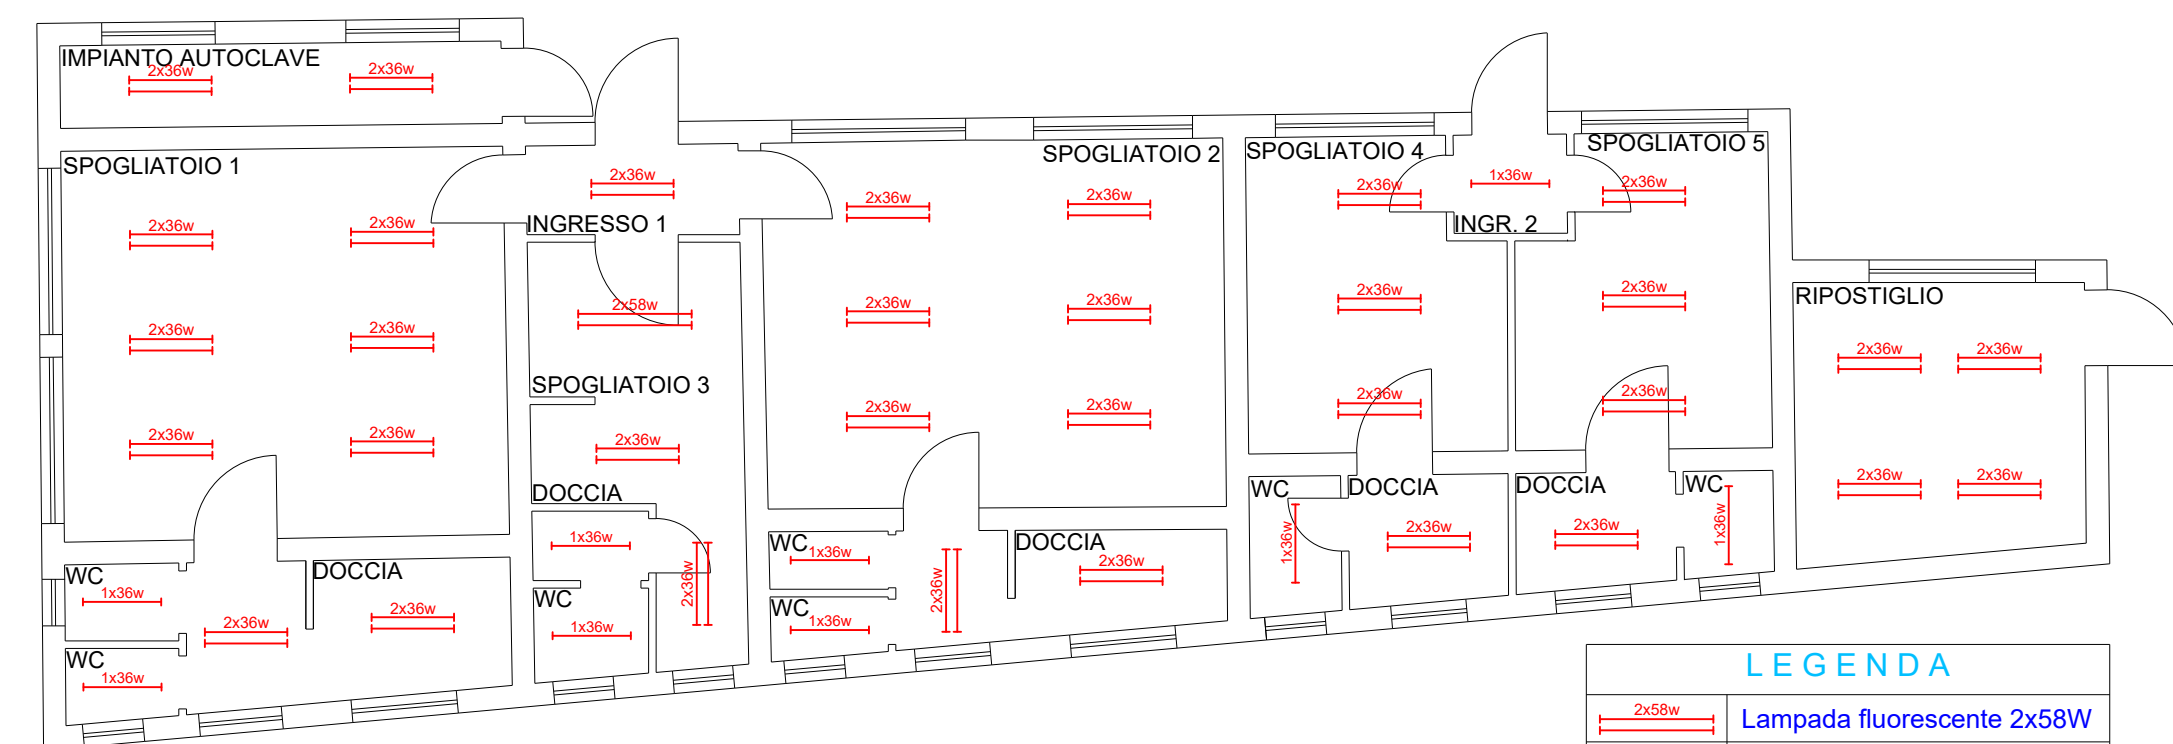 IMPIANTO AUTOCLAVE
2x36w
2x36w
SPOGLIATOIO 1
2x36w
2x36w
2x36w
2x36w
2x36w
2x36w
WC
1x36w
WC
1x36w
2x36w
DOCCIA
2x36w
2x36w
INGRESSO 1
2x58w
SPOGLIATOIO 3
2x36w
DOCCIA
1x36w
WC
1x36w
2x36w
SPOGLIATOIO 2
2x36w
2x36w
2x36w
2x36w
2x36w
2x36w
WC
1x36w
WC
1x36w
2x36w
DOCCIA
2x36w
SPOGLIATOIO 4
2x36w
2x36w
2x36w
WC
1x36w
DOCCIA
2x36w
1x36w
INGR. 2
SPOGLIATOIO 5
2x36w
2x36w
2x36w
DOCCIA
2x36w
WC
1x36w
RIPOSTIGLIO
2x36w
2x36w
2x36w
2x36w
LEGENDA
2x58w
Lampada fluorescente 2x58W